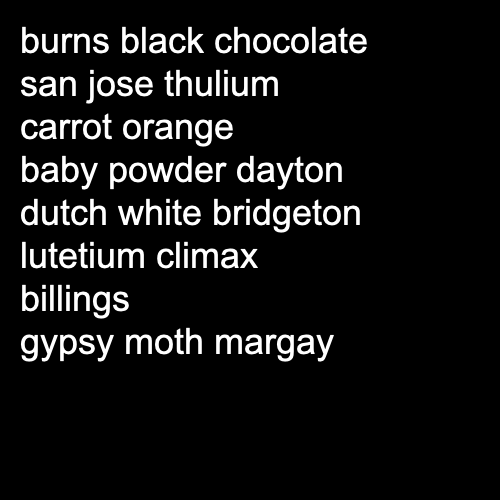 burns black chocolate
san jose thulium
carrot orange
baby powder dayton
dutch white bridgeton
lutetium climax
billings
gypsy moth margay